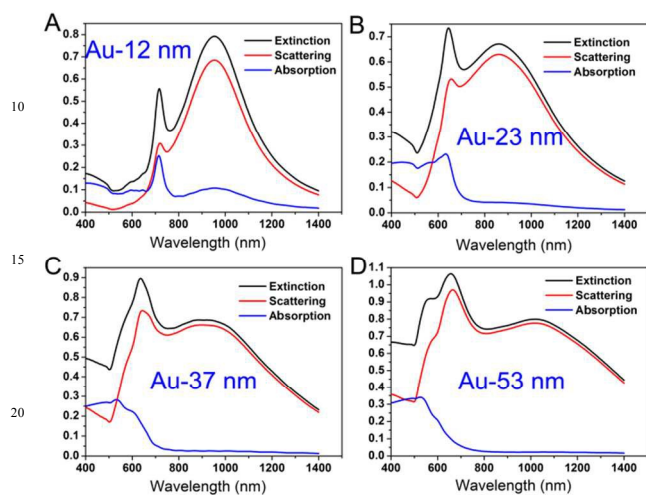 A
Au-12 nm
Extinction
Scattering
Absorption
0.8
0.7
0.6
0.5
0.4
0.3
0.2
0.1
0.0
400 600 800 1000 1200 1400
Wavelength (nm)
B
Au-23 nm
Extinction
Scattering
Absorption
0.7
0.6
0.5
0.4
0.3
0.2
0.1
0.0
400 600 800 1000 1200 1400
Wavelength (nm)
10
15
C
Au-37 nm
Extinction
Scattering
Absorption
0.9
0.8
0.7
0.6
0.5
0.4
0.3
0.2
0.1
0.0
400 600 800 1000 1200 1400
Wavelength (nm)
D
Au-53 nm
Extinction
Scattering
Absorption
1.1
1.0
0.9
0.8
0.7
0.6
0.5
0.4
0.3
0.2
0.1
0.0
400 600 800 1000 1200 1400
Wavelength (nm)
20